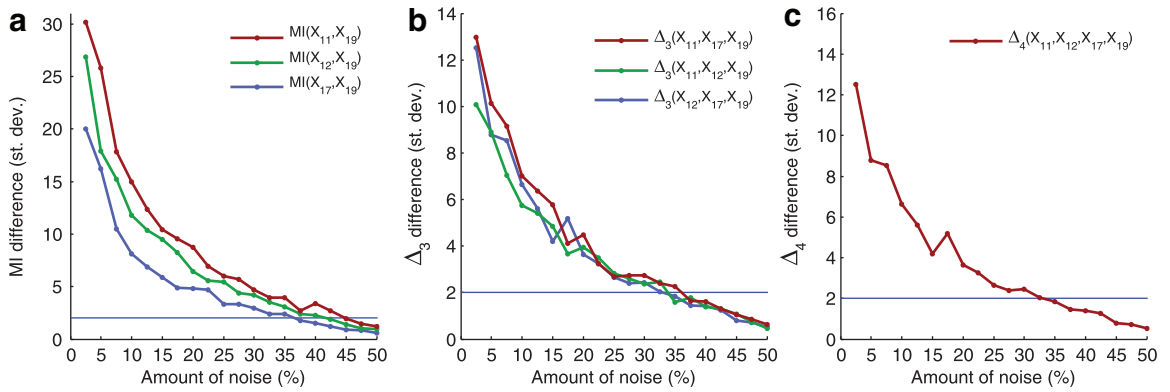 a
MI difference (st. dev.)
30
25
20
15
10
5
0
0 5 10 15 20 25 30 35 40 45 50
Amount of noise (%)
MI(X₁₁,X₁₉)
MI(X₁₂,X₁₉)
MI(X₁₇,X₁₉)
b
Δ₃ difference (st. dev.)
14
12
10
8
6
4
2
0
0 5 10 15 20 25 30 35 40 45 50
Amount of noise (%)
Δ₃(X₁₁,X₁₇,X₁₉)
Δ₃(X₁₁,X₁₂,X₁₉)
Δ₃(X₁₂,X₁₇,X₁₉)
c
Δ₄ difference (st. dev.)
16
14
12
10
8
6
4
2
0
0 5 10 15 20 25 30 35 40 45 50
Amount of noise (%)
Δ₄(X₁₁,X₁₂,X₁₇,X₁₉)